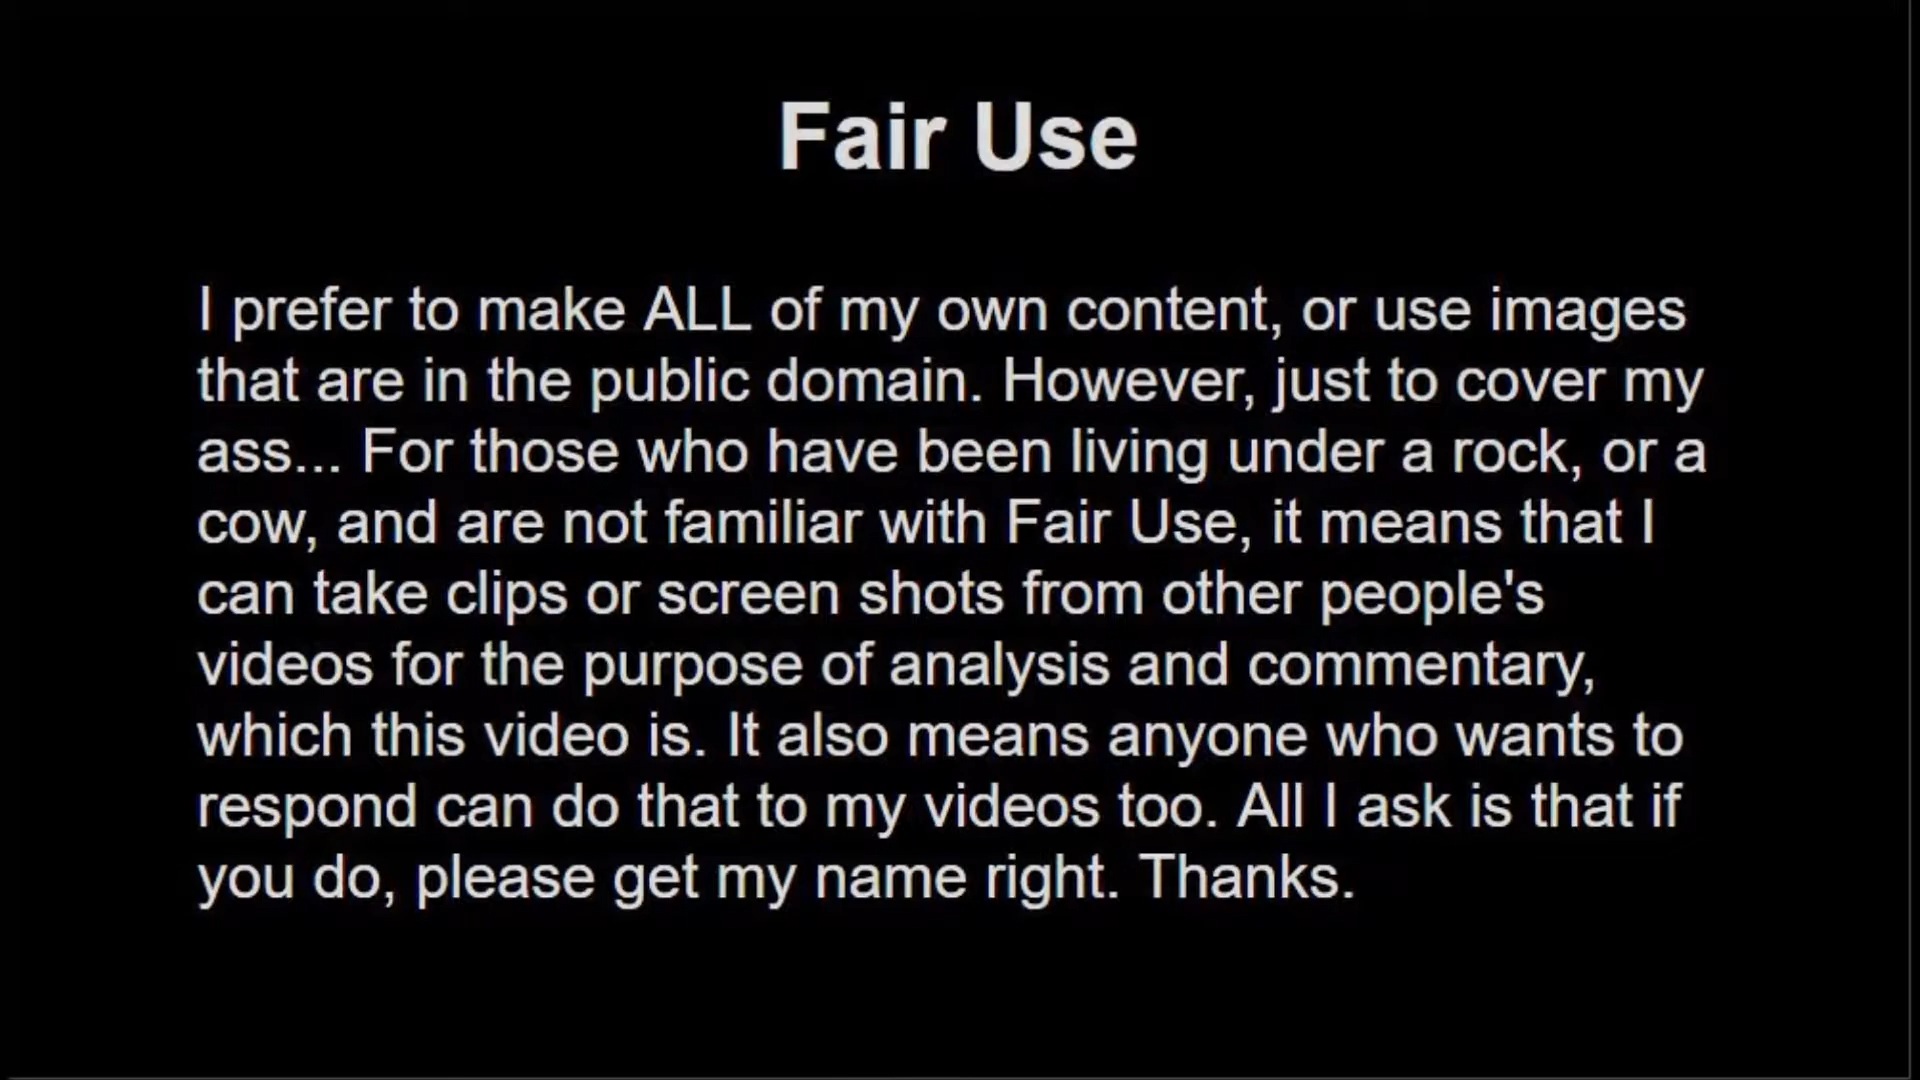 Fair Use
I prefer to make ALL of my own content, or use images
that are in the public domain. However, just to cover my
ass... For those who have been living under a rock, or a
cow, and are not familiar with Fair Use, it means that I
can take clips or screen shots from other people's
videos for the purpose of analysis and commentary,
which this video is. It also means anyone who wants to
respond can do that to my videos too. All I ask is that if
you do, please get my name right. Thanks.